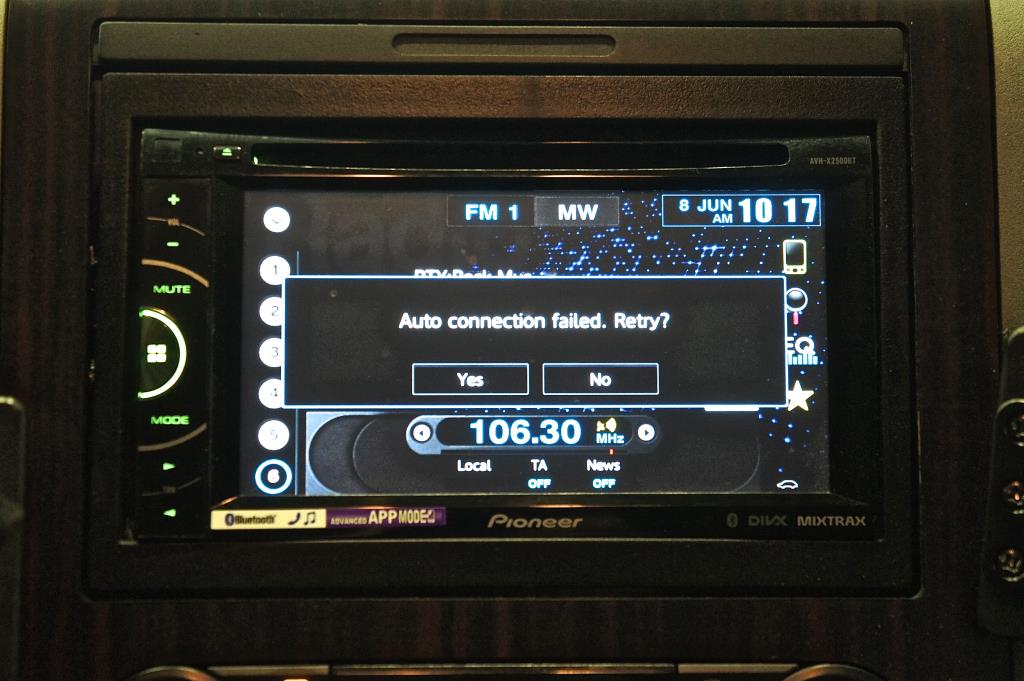 AVH-X2500BT
+
VOL
-
MUTE
MODE
FM 1 MW
8 JUN AM 10 17
1
2
3
4
5
6
EQ
Auto connection failed. Retry?
Yes No
106.30 MHz
Local TA News
OFF OFF
Bluetooth ADVANCED APP MODE Pioneer DIVX MIXTRAX